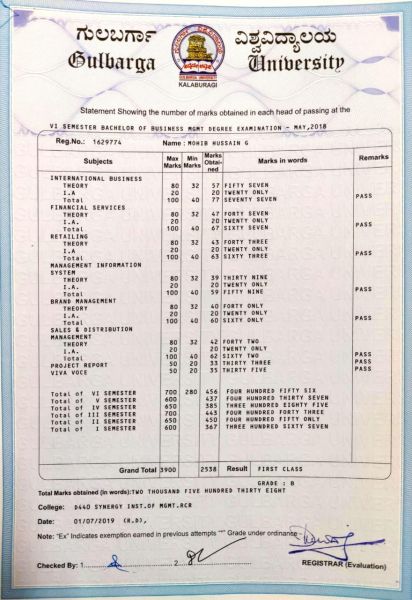 ಗುಲಬರ್ಗಾ ವಿಶ್ವವಿದ್ಯಾಲಯ
Gulbarga University
GULBARGA UNIVERSITY
KALABURAGI
Statement Showing the number of marks obtained in each head of passing at the
VI SEMESTER BACHELOR OF BUSINESS MGMT DEGREE EXAMINATION - MAY,2018
Reg.No.: 1629774 Name : MOHIB HUSSAIN G
Subjects Max Marks Min Marks Marks Obtai-ned Marks in words Remarks
INTERNATIONAL BUSINESS
THEORY 80 32 57 FIFTY SEVEN
I.A 20 20 TWENTY ONLY
Total 100 40 77 SEVENTY SEVEN PASS
FINANCIAL SERVICES
THEORY 80 32 47 FORTY SEVEN
I.A. 20 20 TWENTY ONLY
Total 100 40 67 SIXTY SEVEN PASS
RETAILING
THEORY 80 32 43 FORTY THREE
I.A. 20 20 TWENTY ONLY
Total 100 40 63 SIXTY THREE PASS
MANAGEMENT INFORMATION
SYSTEM
THEORY 80 32 39 THIRTY NINE
I.A. 20 20 TWENTY ONLY
Total 100 40 59 FIFTY NINE PASS
BRAND MANAGEMENT
THEORY 80 32 40 FORTY ONLY
I.A. 20 20 TWENTY ONLY
Total 100 40 60 SIXTY ONLY PASS
SALES & DISTRIBUTION
MANAGEMENT
THEORY 80 32 42 FORTY TWO
I.A. 20 20 TWENTY ONLY
Total 100 40 62 SIXTY TWO PASS
PROJECT REPORT 50 20 33 THIRTY THREE PASS
VIVA VOCE 50 20 35 THIRTY FIVE PASS
Total of VI SEMESTER 700 280 456 FOUR HUNDRED FIFTY SIX
Total of V SEMESTER 600 437 FOUR HUNDRED THIRTY SEVEN
Total of IV SEMESTER 650 385 THREE HUNDRED EIGHTY FIVE
Total of III SEMESTER 700 443 FOUR HUNDRED FORTY THREE
Total of II SEMESTER 650 450 FOUR HUNDRED FIFTY ONLY
Total of I SEMESTER 600 367 THREE HUNDRED SIXTY SEVEN
Grand Total 3900 2538 Result FIRST CLASS
GRADE : B
Total Marks obtained (in words): TWO THOUSAND FIVE HUNDRED THIRTY EIGHT
College: D440 SYNERGY INST.OF MGMT.RCR
Date: 01/07/2019 (R.D),
Note: "Ex" Indicates exemption earned in previous attempts "*" Grade under ordinance
Checked By: 1. 2.
REGISTRAR (Evaluation)